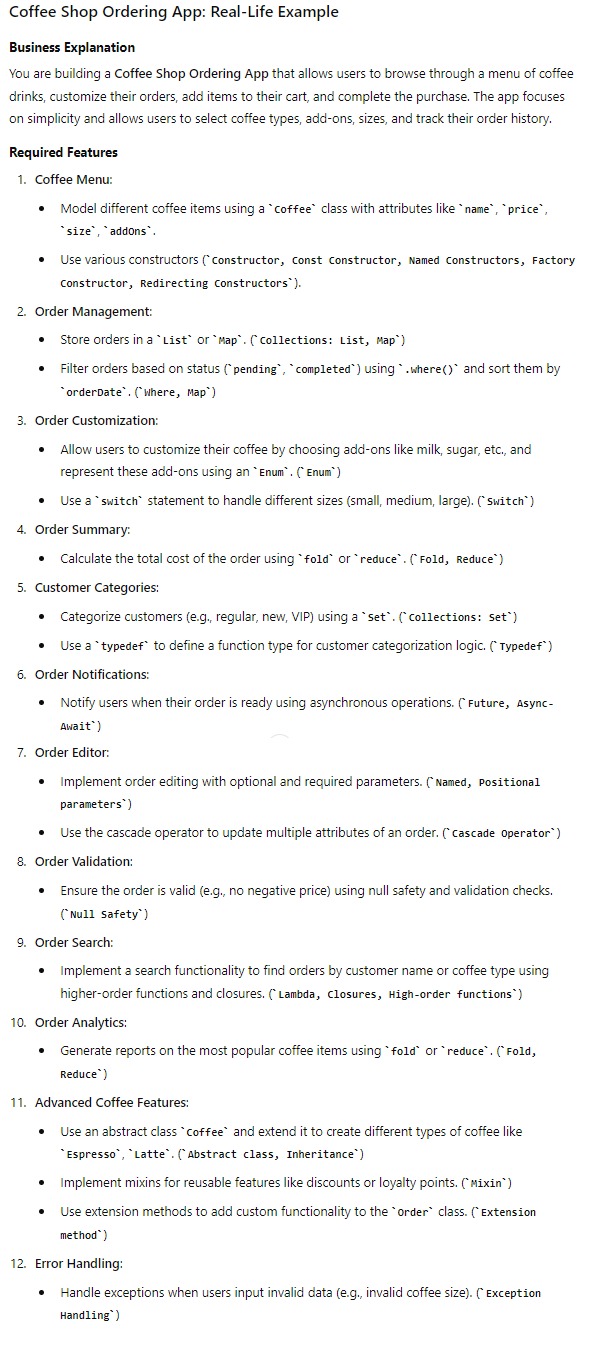 Coffee Shop Ordering App: Real-Life Example
Business Explanation
You are building a Coffee Shop Ordering App that allows users to browse through a menu of coffee
drinks, customize their orders, add items to their cart, and complete the purchase. The app focuses
on simplicity and allows users to select coffee types, add-ons, sizes, and track their order history.
Required Features
1. Coffee Menu:
• Model different coffee items using a `Coffee` class with attributes like `name`, `price`,
`size`, `addOns`.
• Use various constructors (`Constructor, Const Constructor, Named Constructors, Factory
Constructor, Redirecting Constructors`).
2. Order Management:
• Store orders in a `List` or `Map`. (`Collections: List, Map`)
• Filter orders based on status (`pending`, `completed`) using `.where()` and sort them by
`orderDate`. (`Where, Map`)
3. Order Customization:
• Allow users to customize their coffee by choosing add-ons like milk, sugar, etc., and
represent these add-ons using an `Enum`. (`Enum`)
• Use a `switch` statement to handle different sizes (small, medium, large). (`Switch`)
4. Order Summary:
• Calculate the total cost of the order using `fold` or `reduce`. (`Fold, Reduce`)
5. Customer Categories:
• Categorize customers (e.g., regular, new, VIP) using a `Set`. (`Collections: Set`)
• Use a `typedef` to define a function type for customer categorization logic. (`Typedef`)
6. Order Notifications:
• Notify users when their order is ready using asynchronous operations. (`Future, Async-
Await`)
7. Order Editor:
• Implement order editing with optional and required parameters. (`Named, Positional
parameters`)
• Use the cascade operator to update multiple attributes of an order. (`Cascade Operator`)
8. Order Validation:
• Ensure the order is valid (e.g., no negative price) using null safety and validation checks.
(`Null Safety`)
9. Order Search:
• Implement a search functionality to find orders by customer name or coffee type using
higher-order functions and closures. (`Lambda, Closures, High-order functions`)
10. Order Analytics:
• Generate reports on the most popular coffee items using `fold` or `reduce`. (`Fold,
Reduce`)
11. Advanced Coffee Features:
• Use an abstract class `Coffee` and extend it to create different types of coffee like
`Espresso`, `Latte`. (`Abstract class, Inheritance`)
• Implement mixins for reusable features like discounts or loyalty points. (`Mixin`)
• Use extension methods to add custom functionality to the `Order` class. (`Extension
method`)
12. Error Handling:
• Handle exceptions when users input invalid data (e.g., invalid coffee size). (`Exception
Handling`)